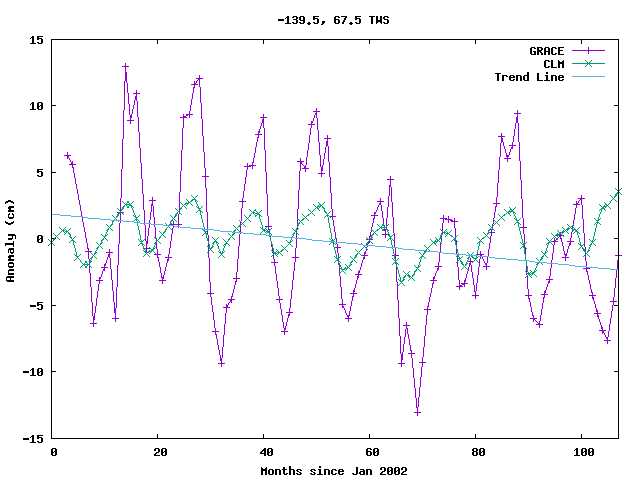 -139.5, 67.5 TWS
GRACE
CLM
Trend Line
15
10
5
0
-5
-10
-15
Anomaly (cm)
0 20 40 60 80 100
Months since Jan 2002